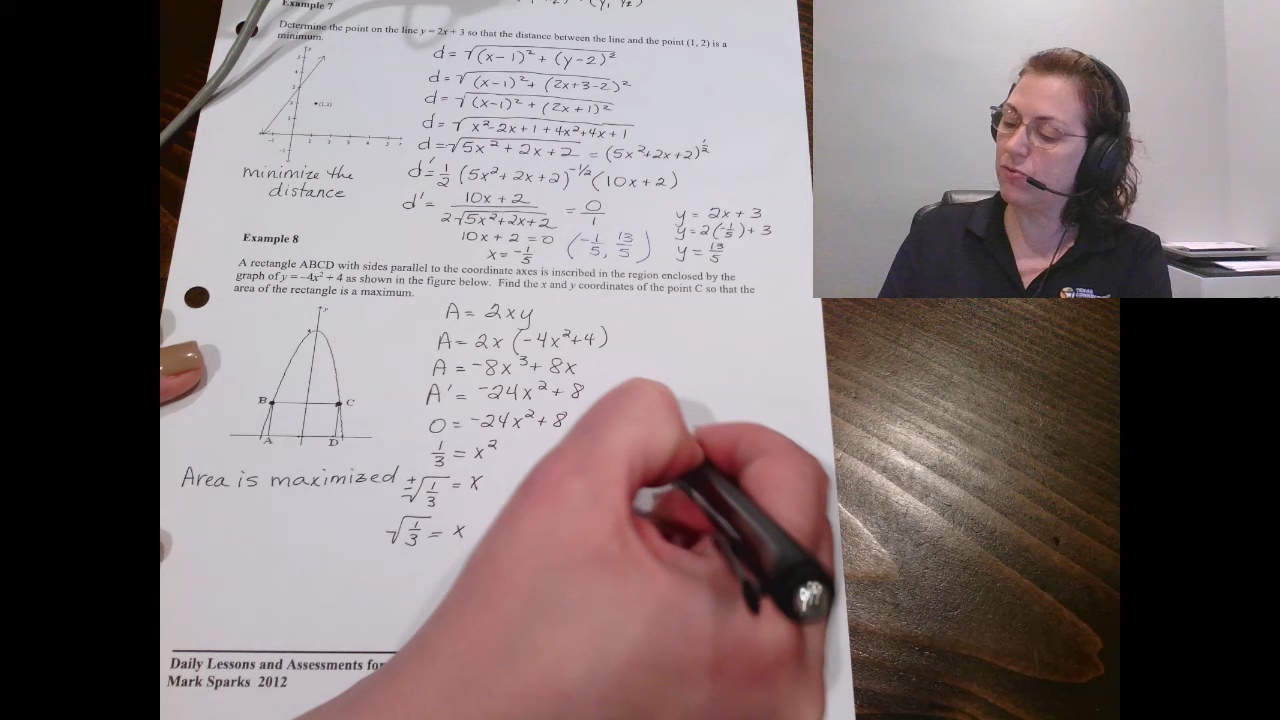 Example 7
Determine the point on the line y = 2x + 3 so that the distance between the line and the point (1, 2) is a
minimum.
(1,2)
d = √(x-1)² + (y-2)²
d = √(x-1)² + (2x+3-2)²
d = √(x-1)² + (2x+1)²
d = √x²-2x+1+4x²+4x+1
d = √5x²+2x+2 = (5x²+2x+2)^1/2
minimize the
distance
d' = 1/2 (5x²+2x+2)^-1/2 (10x+2)
d' = 10x+2 / 2√5x²+2x+2 = 0/1
10x+2=0
x = -1/5
(-1/5, 13/5)
y = 2x+3
y = 2(-1/5)+3
y = 13/5
Example 8
A rectangle ABCD with sides parallel to the coordinate axes is inscribed in the region enclosed by the
graph of y = –4x² + 4 as shown in the figure below. Find the x and y coordinates of the point C so that the
area of the rectangle is a maximum.
y
B C
A D
A = 2xy
A = 2x(-4x²+4)
A = -8x³+8x
A' = -24x²+8
0 = -24x²+8
1/3 = x²
Area is maximized
±√1/3 = x
√1/3 = x
Daily Lessons and Assessments for
Mark Sparks 2012
TEXAS